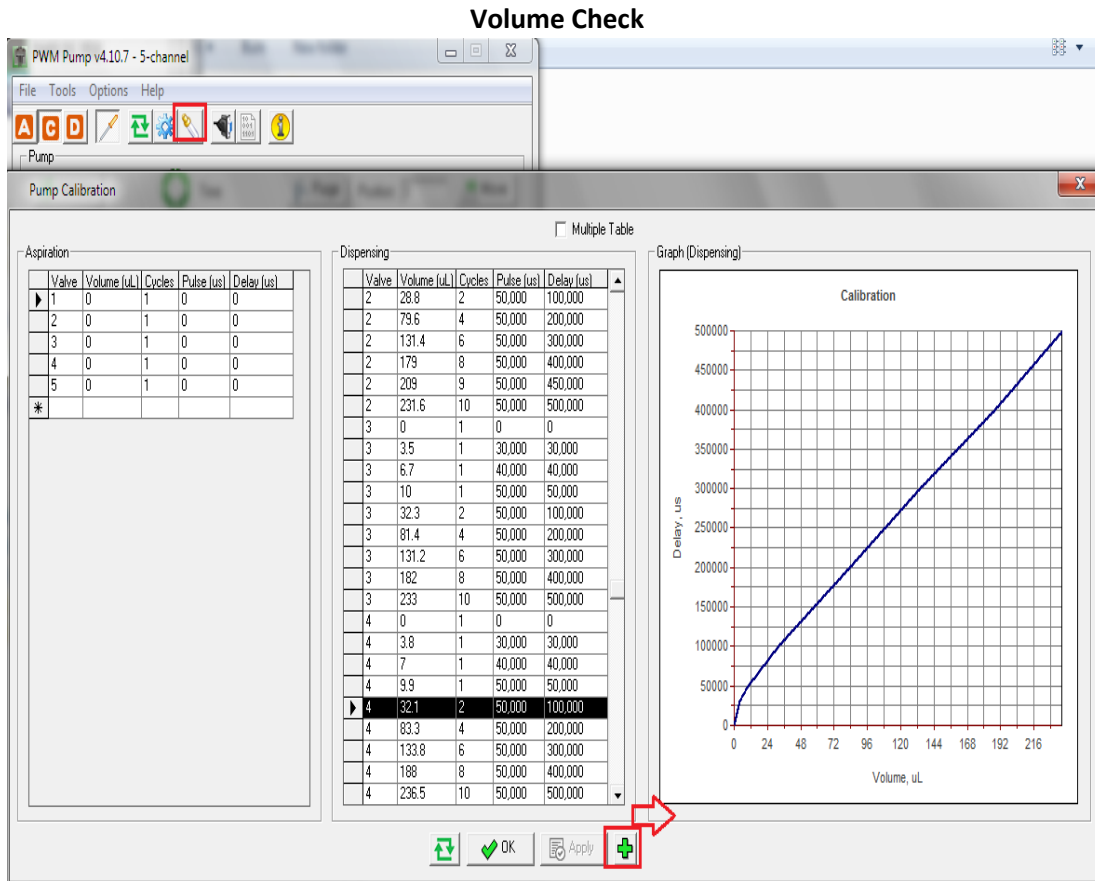 Volume Check
PWM Pump v4.10.7 - 5-channel
File Tools Options Help
A C D
Pump
Pump Calibration
Multiple Table
Aspiration
Valve Volume (uL) Cycles Pulse (us) Delay (us)
1 0 1 0 0
2 0 1 0 0
3 0 1 0 0
4 0 1 0 0
5 0 1 0 0
Dispensing
Valve Volume (uL) Cycles Pulse (us) Delay (us)
2 28.8 2 50,000 100,000
2 79.6 4 50,000 200,000
2 131.4 6 50,000 300,000
2 179 8 50,000 400,000
2 209 9 50,000 450,000
2 231.6 10 50,000 500,000
3 0 1 0 0
3 3.5 1 30,000 30,000
3 6.7 1 40,000 40,000
3 10 1 50,000 50,000
3 32.3 2 50,000 100,000
3 81.4 4 50,000 200,000
3 131.2 6 50,000 300,000
3 182 8 50,000 400,000
3 233 10 50,000 500,000
4 0 1 0 0
4 3.8 1 30,000 30,000
4 7 1 40,000 40,000
4 9.9 1 50,000 50,000
4 32.1 2 50,000 100,000
4 83.3 4 50,000 200,000
4 133.8 6 50,000 300,000
4 188 8 50,000 400,000
4 236.5 10 50,000 500,000
Graph (Dispensing)
Calibration
500000
450000
400000
350000
300000
250000
200000
150000
100000
50000
0
Delay, us
0 24 48 72 96 120 144 168 192 216
Volume, uL
OK Apply